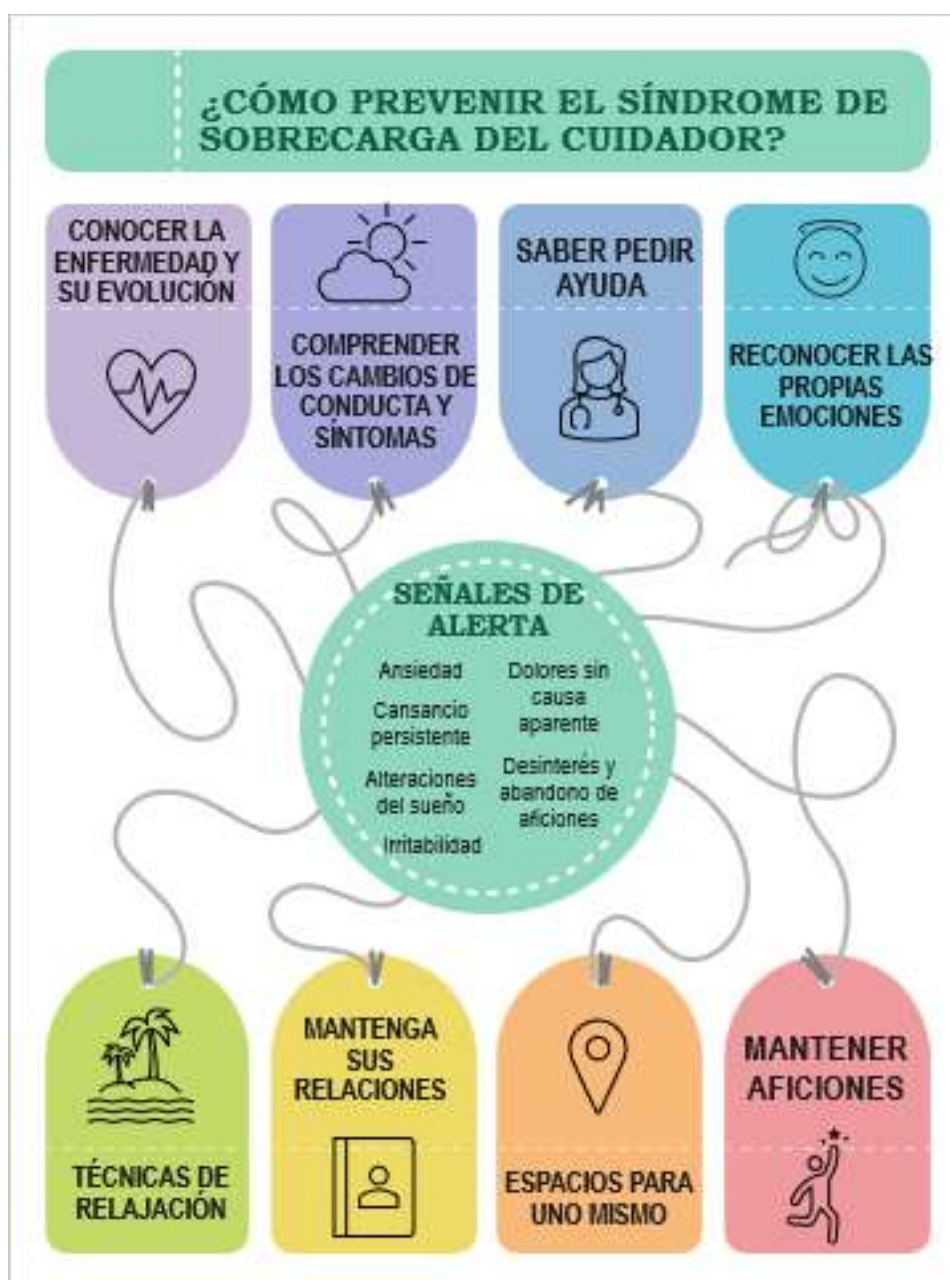 ¿CÓMO PREVENIR EL SÍNDROME DE
SOBRECARGA DEL CUIDADOR?
CONOCER LA
ENFERMEDAD Y
SU EVOLUCIÓN
COMPRENDER
LOS CAMBIOS DE
CONDUCTA Y
SÍNTOMAS
SABER PEDIR
AYUDA
RECONOCER LAS
PROPIAS
EMOCIONES
SEÑALES DE
ALERTA
Ansiedad
Cansancio
persistente
Alteraciones
del sueño
Irritabilidad
Dolores sin
causa
aparente
Desinterés y
abandono de
aficiones
TÉCNICAS DE
RELAJACIÓN
MANTENGA
SUS
RELACIONES
ESPACIOS PARA
UNO MISMO
MANTENER
AFICIONES